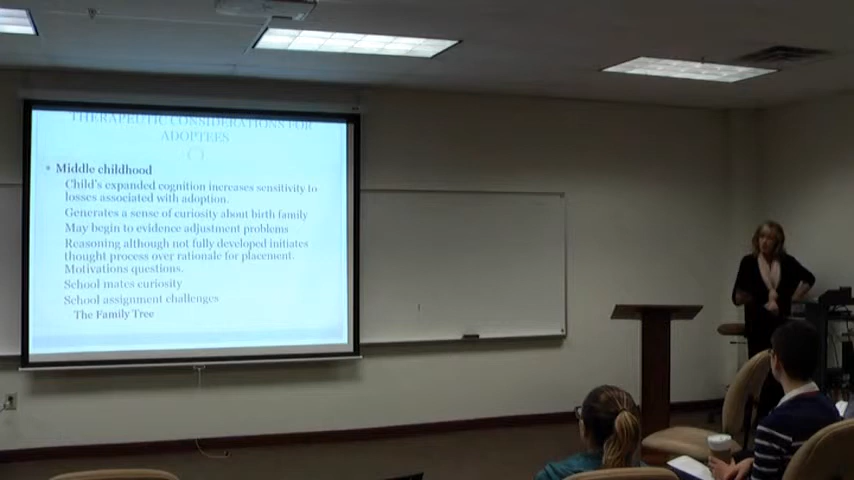 THERAPEUTIC CONSIDERATIONS FOR
ADOPTEES
Middle childhood
Child's expanded cognition increases sensitivity to
losses associated with adoption.
Generates a sense of curiosity about birth family
May begin to evidence adjustment problems
Reasoning although not fully developed initiates
thought process over rationale for placement.
Motivations questions.
School mates curiosity
School assignment challenges
The Family Tree